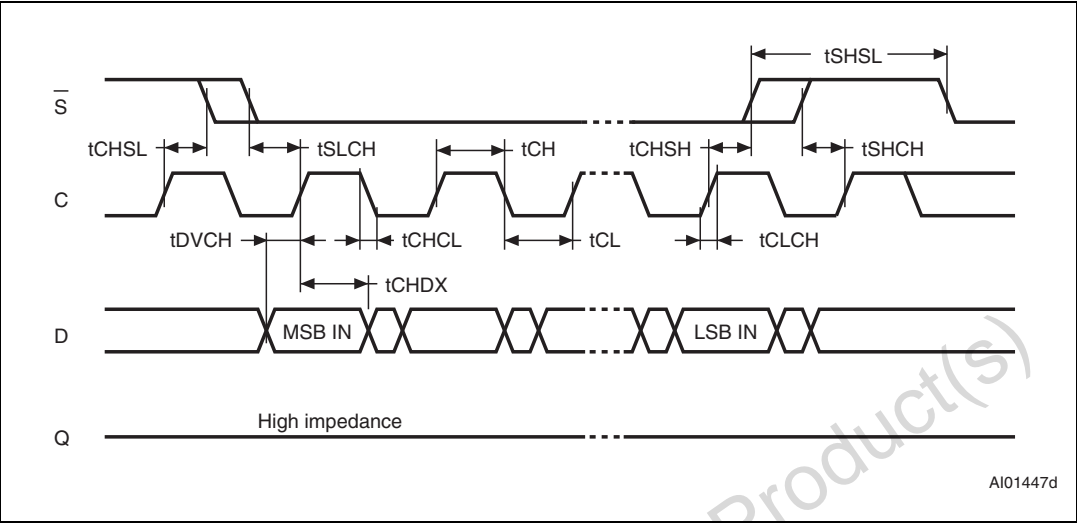 tSHSL
S
tCHSL
tSLCH
tCH
tCHSH
tSHCH
C
tDVCH
tCHCL
tCL
tCLCH
tCHDX
D
MSB IN
LSB IN
High impedance
Q
AI01447d
Product(s)